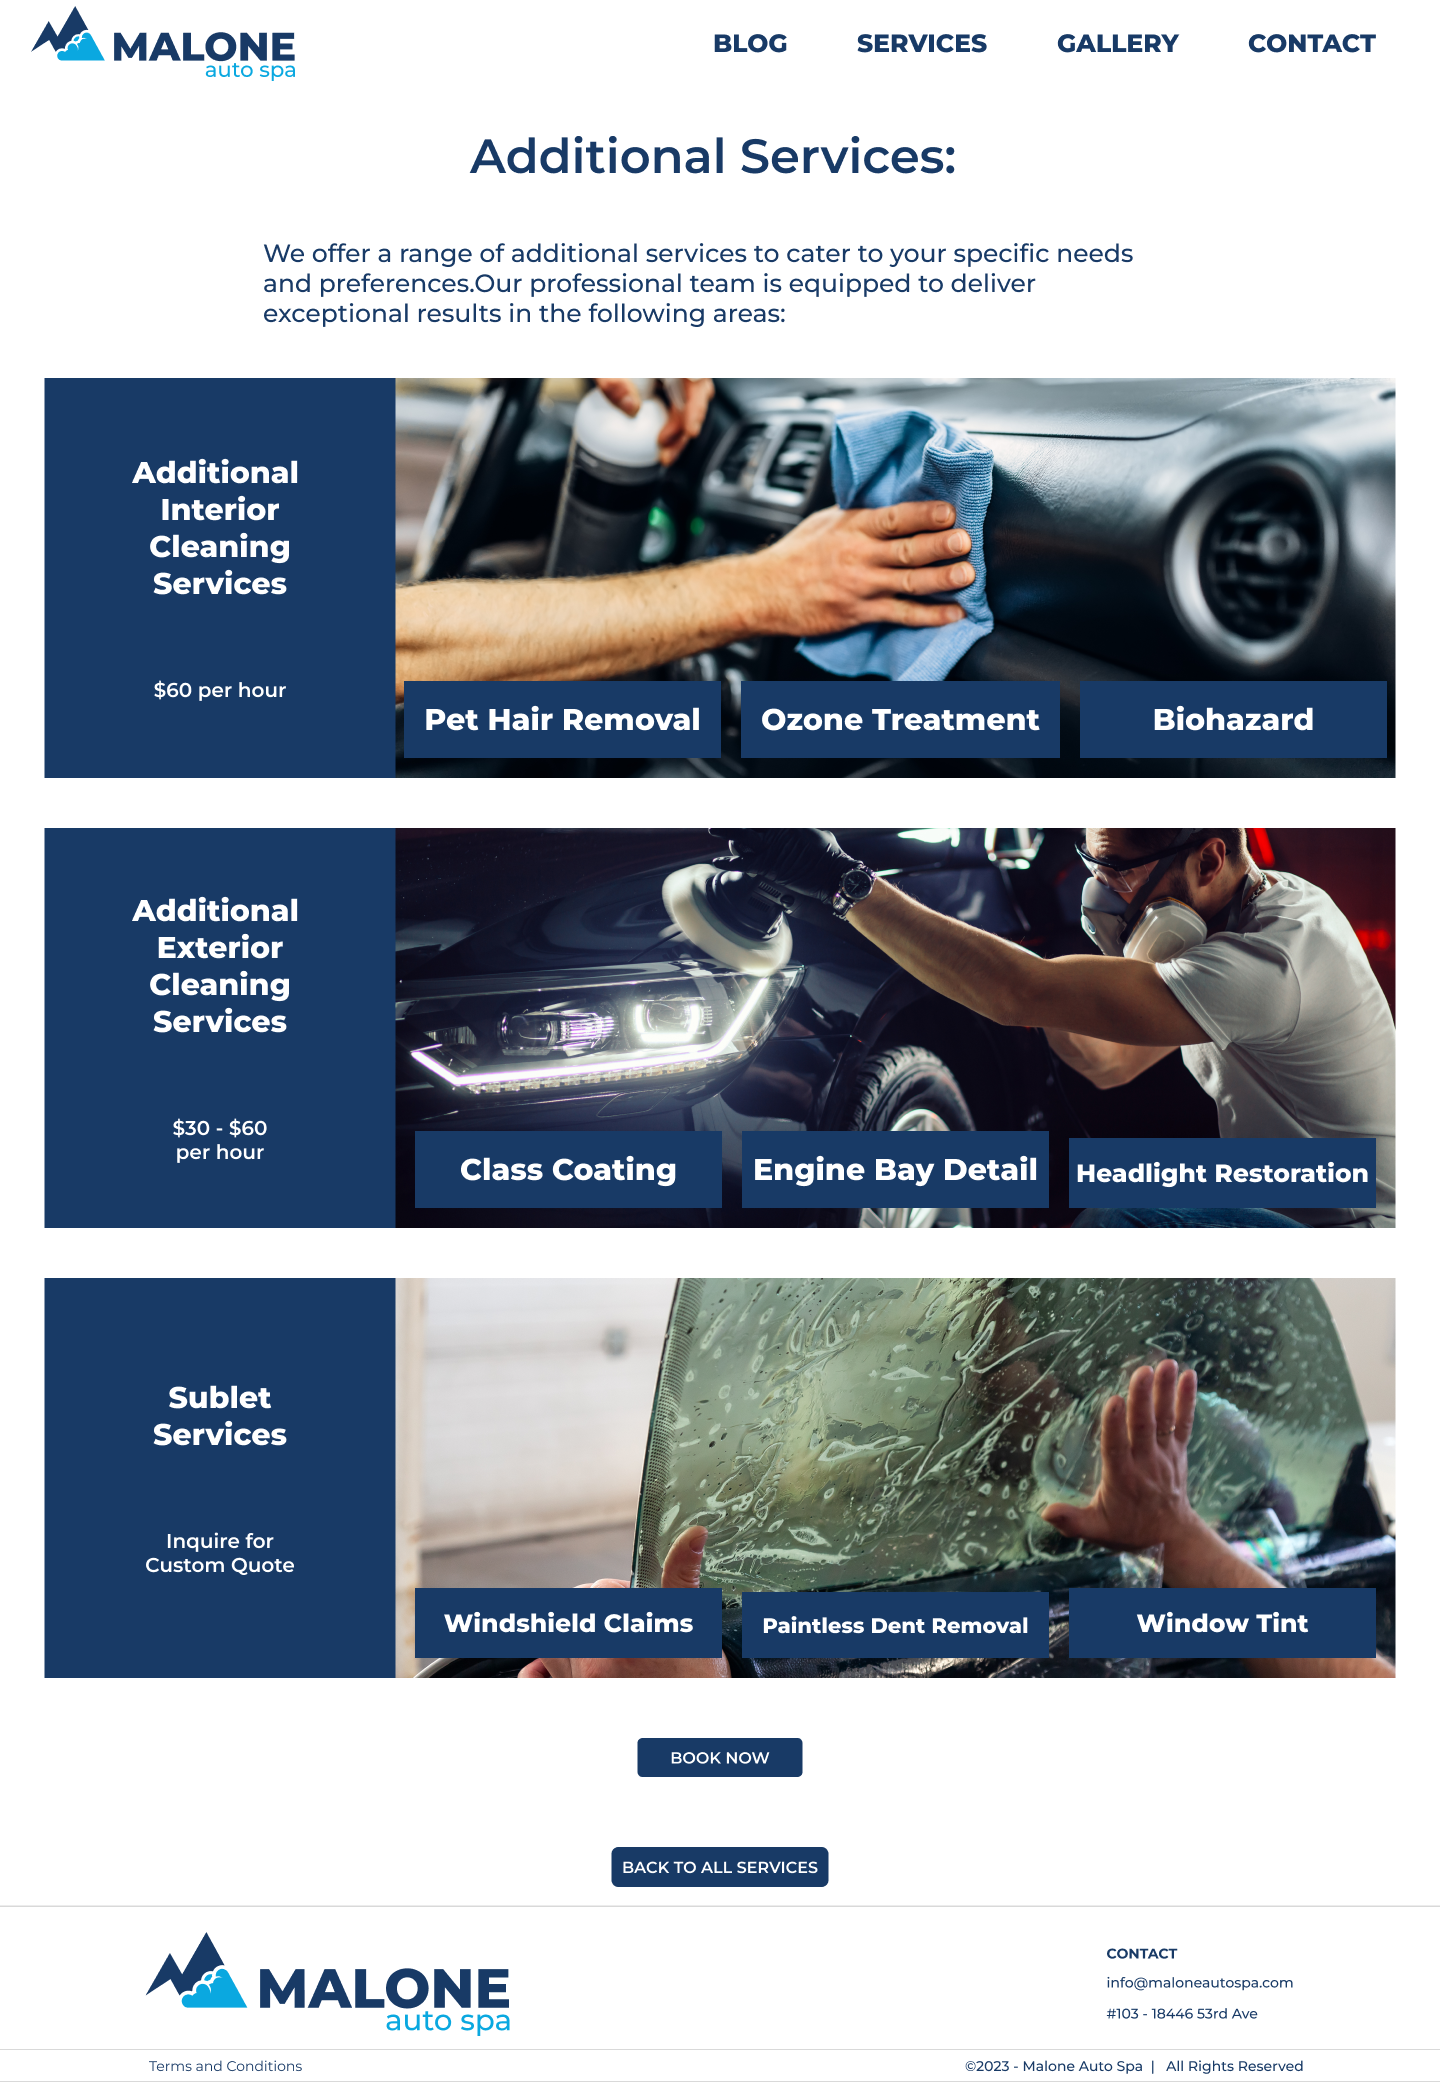 MALONE
auto spa
BLOG SERVICES GALLERY CONTACT
Additional Services:
We offer a range of additional services to cater to your specific needs
and preferences.Our professional team is equipped to deliver
exceptional results in the following areas:
Additional
Interior
Cleaning
Services
$60 per hour
Pet Hair Removal
Ozone Treatment
Biohazard
Additional
Exterior
Cleaning
Services
$30 - $60
per hour
Class Coating
Engine Bay Detail
Headlight Restoration
Sublet
Services
Inquire for
Custom Quote
Windshield Claims
Paintless Dent Removal
Window Tint
BOOK NOW
BACK TO ALL SERVICES
MALONE
auto spa
CONTACT
info@maloneautospa.com
#103 - 18446 53rd Ave
Terms and Conditions
©2023 - Malone Auto Spa | All Rights Reserved